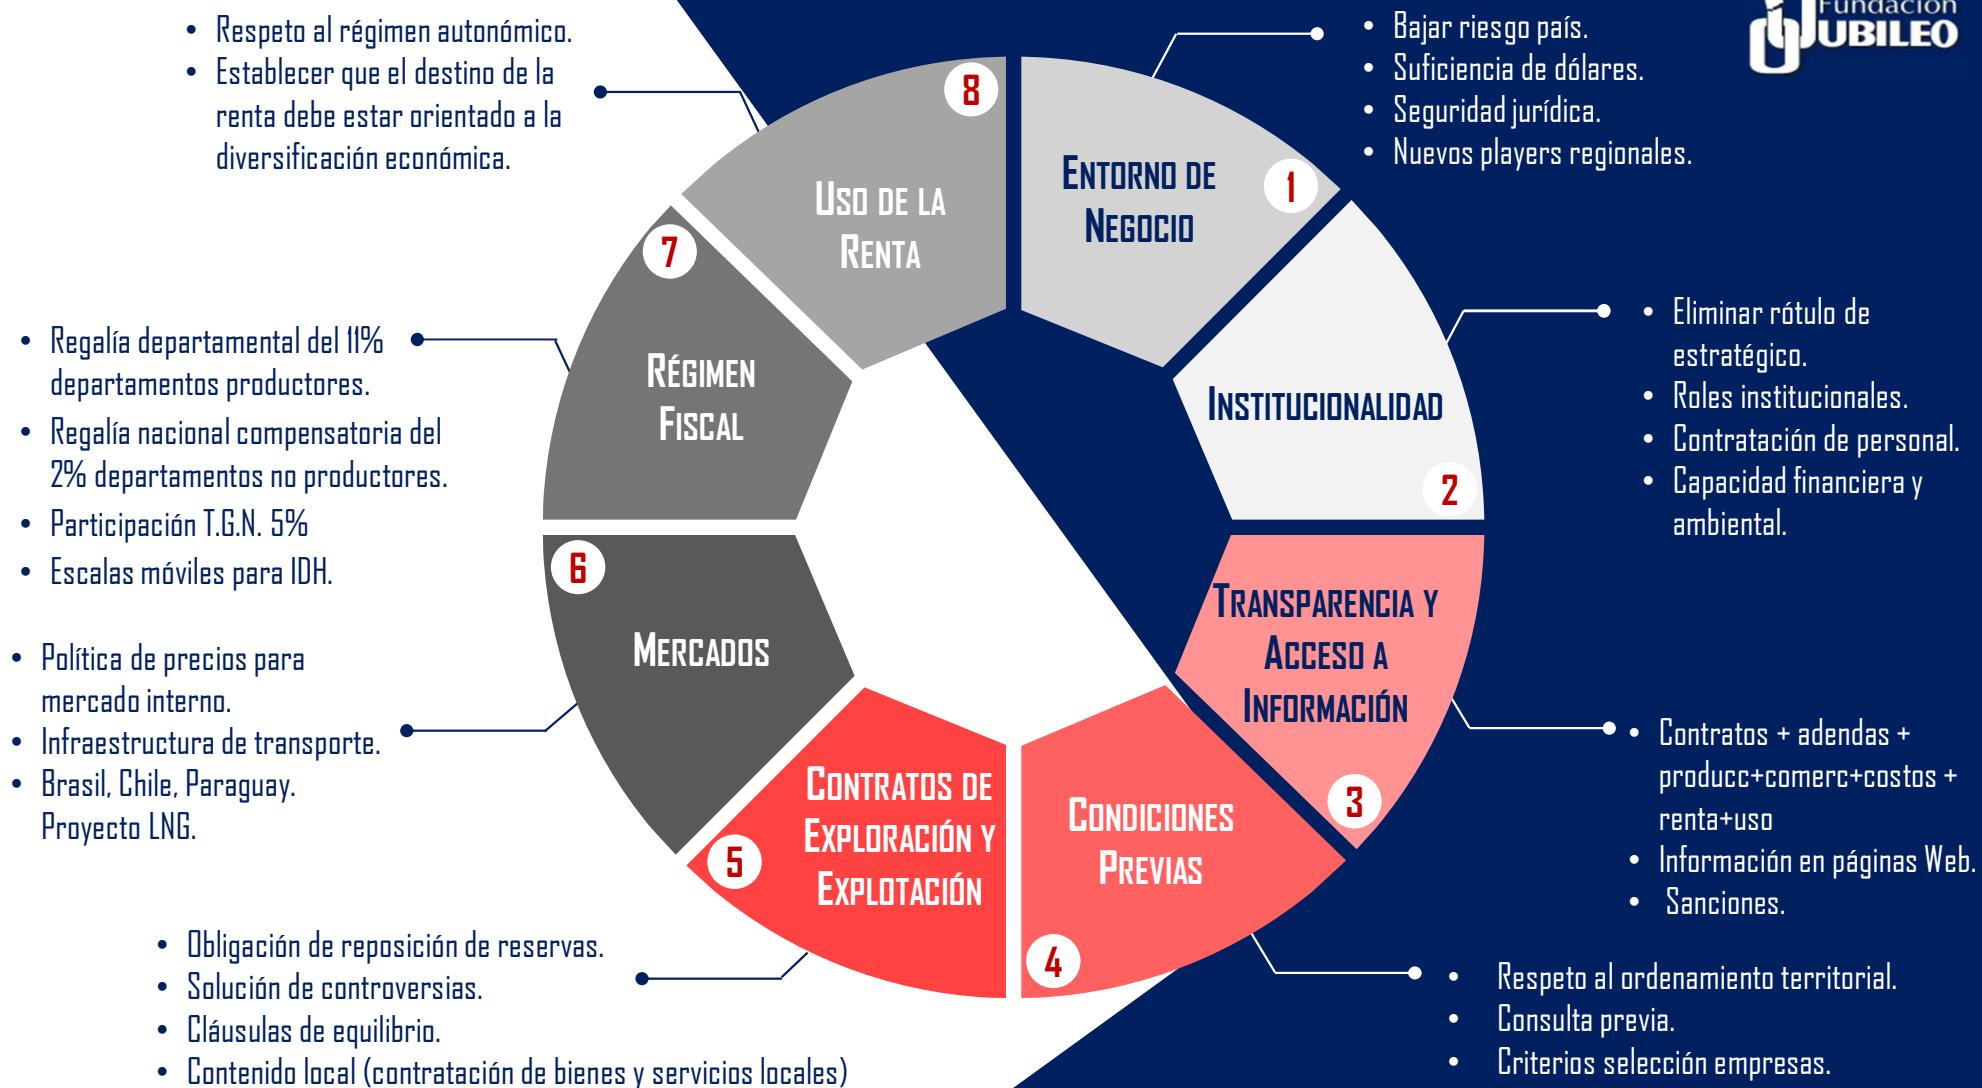 Fundación
JUBILEO
• Respeto al régimen autonómico.
• Establecer que el destino de la
renta debe estar orientado a la
diversificación económica.
• Bajar riesgo país.
• Suficiencia de dólares.
• Seguridad jurídica.
• Nuevos players regionales.
8
USO DE LA
RENTA
ENTORNO DE
NEGOCIO
1
7
RÉGIMEN
FISCAL
INSTITUCIONALIDAD
2
• Regalía departamental del 11%
departamentos productores.
• Regalía nacional compensatoria del
2% departamentos no productores.
• Participación T.G.N. 5%
• Escalas móviles para IDH.
• Eliminar rótulo de
estratégico.
• Roles institucionales.
• Contratación de personal.
• Capacidad financiera y
ambiental.
6
MERCADOS
TRANSPARENCIA Y
ACCESO A
INFORMACIÓN
3
• Política de precios para
mercado interno.
• Infraestructura de transporte.
• Brasil, Chile, Paraguay.
Proyecto LNG.
• Contratos + adendas +
producc+comerc+costos +
renta+uso
• Información en páginas Web.
• Sanciones.
5
CONTRATOS DE
EXPLORACIÓN Y
EXPLOTACIÓN
CONDICIONES
PREVIAS
4
• Obligación de reposición de reservas.
• Solución de controversias.
• Cláusulas de equilibrio.
• Contenido local (contratación de bienes y servicios locales)
• Respeto al ordenamiento territorial.
• Consulta previa.
• Criterios selección empresas.